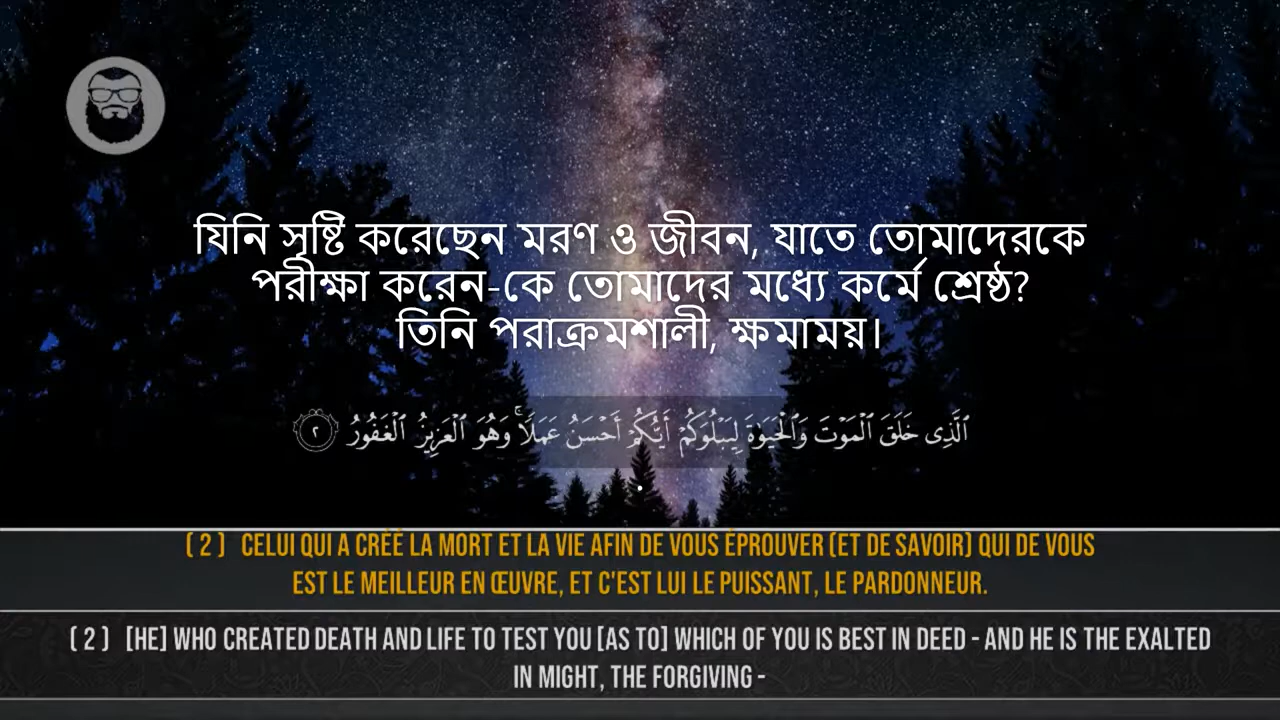 যিনি সৃষ্টি করেছেন মরণ ও জীবন, যাতে তোমাদেরকে
পরীক্ষা করেন-কে তোমাদের মধ্যে কর্মে শ্রেষ্ঠ?
তিনি পরাক্রমশালী, ক্ষমাময়।
ٱلَّذِى خَلَقَ ٱلْمَوْتَ وَٱلْحَيَوٰةَ لِيَبْلُوَكُمْ أَيُّكُمْ أَحْسَنُ عَمَلًا ۚ وَهُوَ ٱلْعَزِيزُ ٱلْغَفُورُ ٢
.
( 2 ) CELUI QUI A CRÉÉ LA MORT ET LA VIE AFIN DE VOUS ÉPROUVER (ET DE SAVOIR) QUI DE VOUS
EST LE MEILLEUR EN ŒUVRE, ET C'EST LUI LE PUISSANT, LE PARDONNEUR.
( 2 ) [HE] WHO CREATED DEATH AND LIFE TO TEST YOU [AS TO] WHICH OF YOU IS BEST IN DEED - AND HE IS THE EXALTED
IN MIGHT, THE FORGIVING -